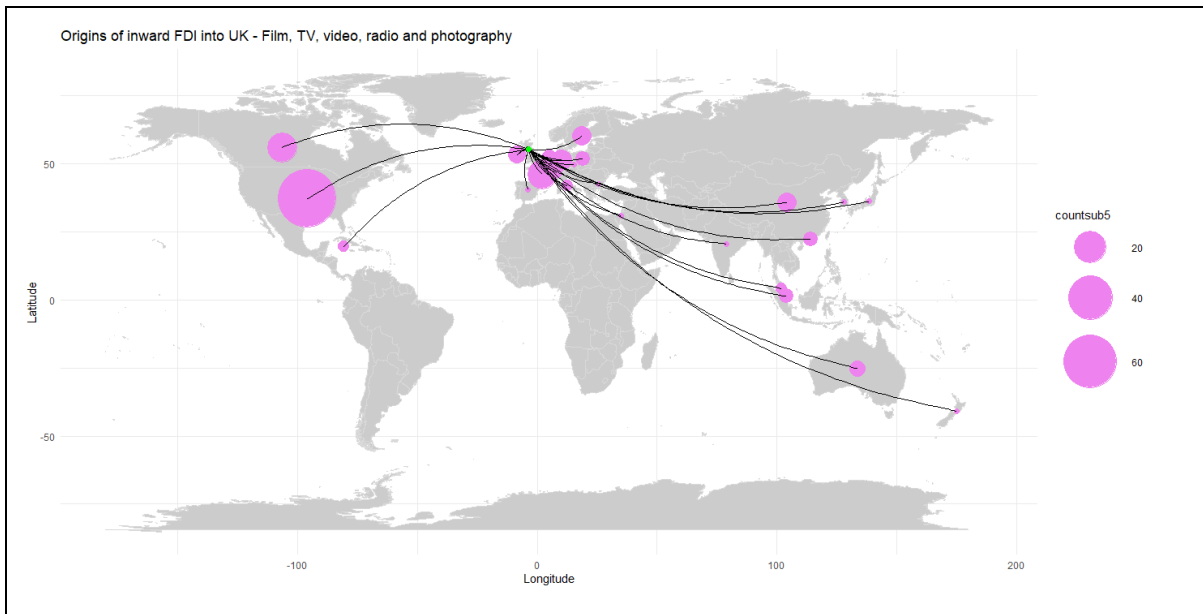 Origins of inward FDI into UK - Film, TV, video, radio and photography
50
0
-50
Latitude
-100
0
100
200
Longitude
countsub5
20
40
60